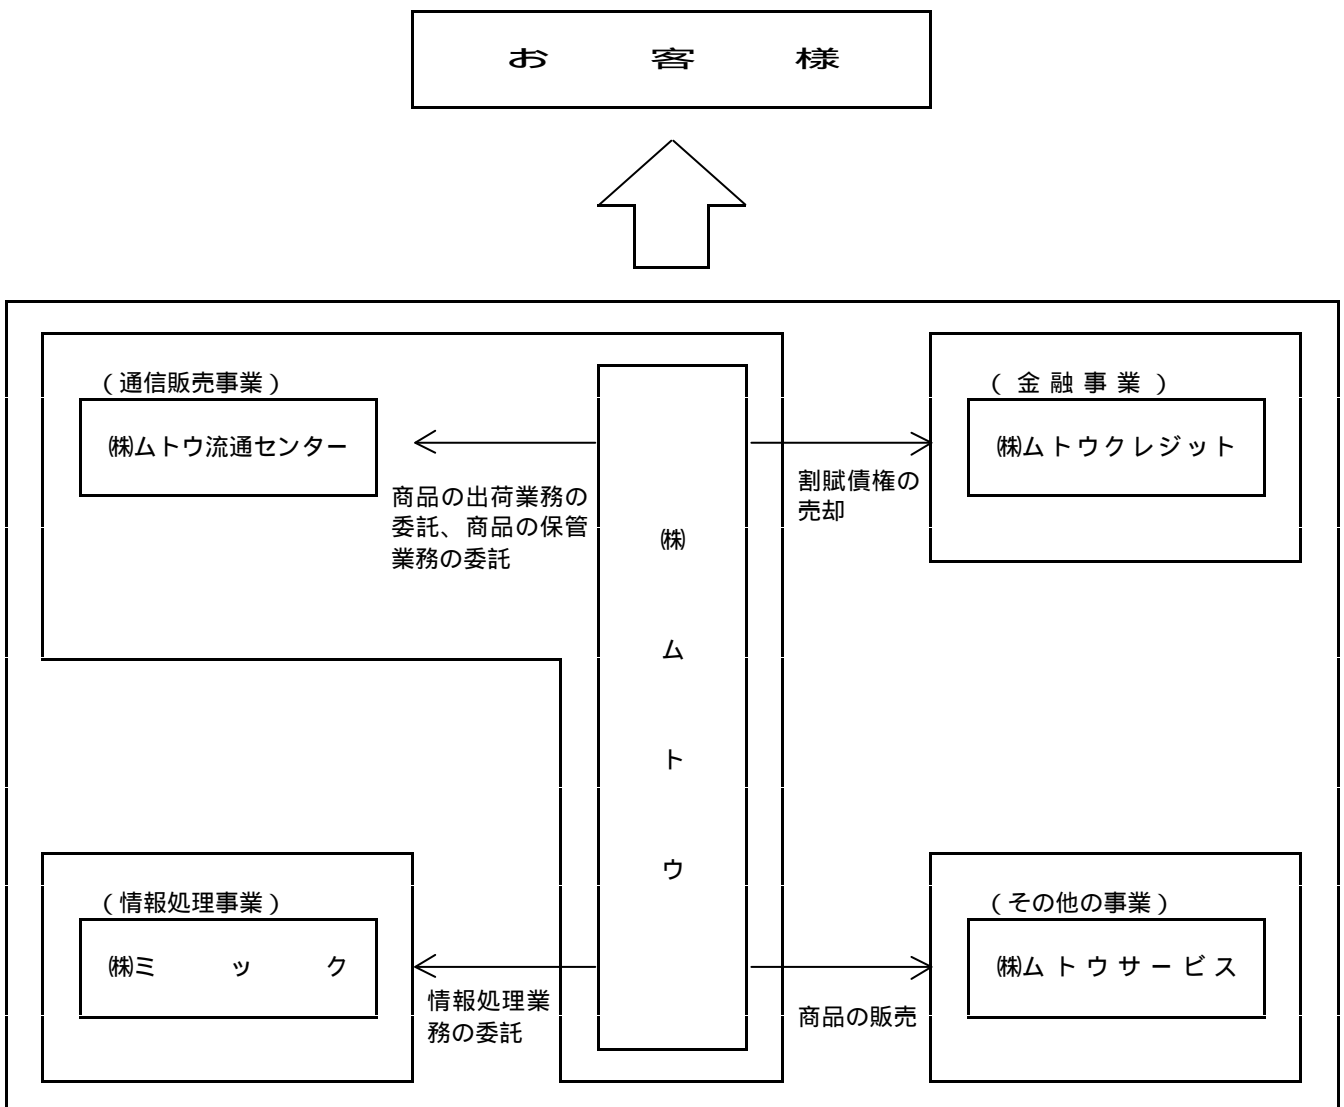 お客様
(通信販売事業)
㈱ムトウ流通センター
商品の出荷業務の
委託、商品の保管
業務の委託
㈱ムトウ
(金融事業)
㈱ムトウクレジット
割賦債権の
売却
(情報処理事業)
㈱ミック
情報処理業
務の委託
(その他の事業)
㈱ムトウサービス
商品の販売